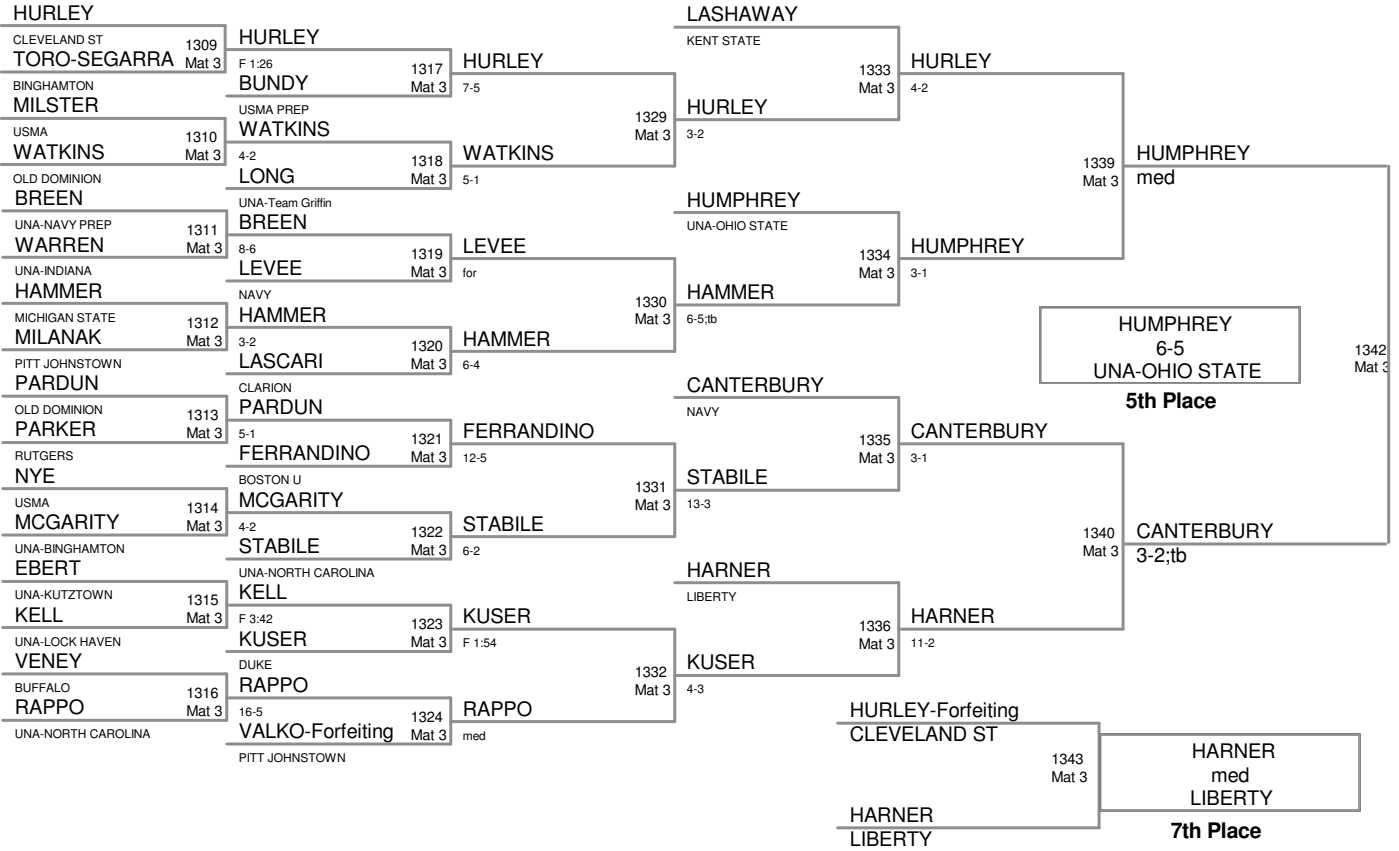 HURLEY
CLEVELAND ST
1309
TORO-SEGARRA Mat 3
BINGHAMTON
MILSTER
USMA
1310
WATKINS Mat 3
OLD DOMINION
BREEN
UNA-NAVY PREP
1311
WARREN Mat 3
UNA-INDIANA
HAMMER
MICHIGAN STATE
1312
MILANAK Mat 3
PITT JOHNSTOWN
PARDUN
OLD DOMINION
1313
PARKER Mat 3
RUTGERS
NYE
USMA
1314
MCGARITY Mat 3
UNA-BINGHAMTON
EBERT
UNA-KUTZTOWN
1315
KELL Mat 3
UNA-LOCK HAVEN
VENEY
BUFFALO
1316
RAPPO Mat 3
UNA-NORTH CAROLINA
HURLEY
F 1:26
1317
BUNDY Mat 3
USMA PREP
WATKINS
4-2
1318
LONG Mat 3
UNA-Team Griffin
BREEN
8-6
1319
LEVEE Mat 3
NAVY
HAMMER
3-2
1320
LASCARI Mat 3
CLARION
PARDUN
5-1
1321
FERRANDINO Mat 3
BOSTON U
MCGARITY
4-2
1322
STABILE Mat 3
UNA-NORTH CAROLINA
KELL
F 3:42
1323
KUSER Mat 3
DUKE
RAPPO
16-5
1324
VALKO-Forfeiting Mat 3
PITT JOHNSTOWN
HURLEY
7-5
1329
Mat 3
WATKINS
5-1
LEVEE
for
1330
Mat 3
HAMMER
6-4
FERRANDINO
12-5
1331
Mat 3
STABILE
6-2
KUSER
F 1:54
1332
Mat 3
RAPPO
med
LASHAWAY
KENT STATE
1333
Mat 3
HURLEY
3-2
HUMPHREY
UNA-OHIO STATE
1334
Mat 3
HAMMER
6-5;tb
CANTERBURY
NAVY
1335
Mat 3
STABILE
13-3
HARNER
LIBERTY
1336
Mat 3
KUSER
4-3
HURLEY
4-2
1339
Mat 3
HUMPHREY
3-1
CANTERBURY
3-1
1340
Mat 3
HARNER
11-2
HUMPHREY
med
1342
Mat 3
CANTERBURY
3-2;tb
HUMPHREY
6-5
UNA-OHIO STATE
5th Place
HURLEY-Forfeiting
CLEVELAND ST
1343
Mat 3
HARNER
LIBERTY
HARNER
med
LIBERTY
7th Place